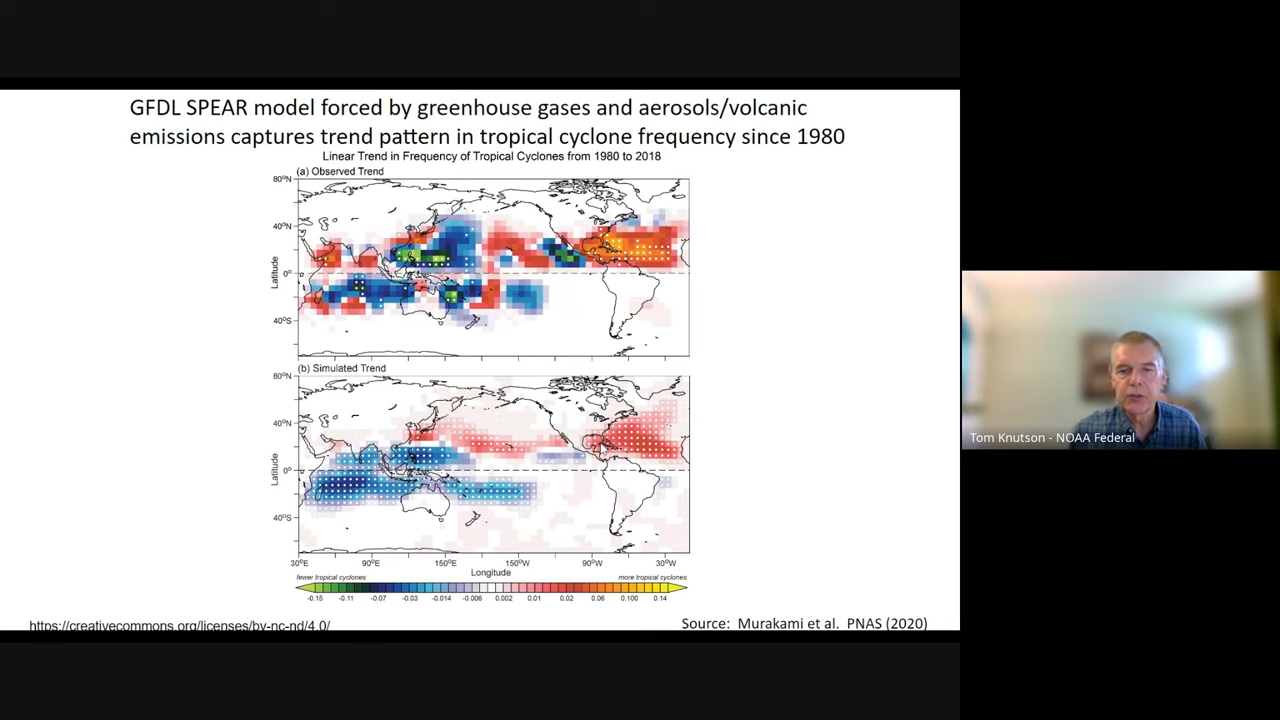 GFDL SPEAR model forced by greenhouse gases and aerosols/volcanic
emissions captures trend pattern in tropical cyclone frequency since 1980
Linear Trend in Frequency of Tropical Cyclones from 1980 to 2018
(a) Observed Trend
80°N
40°N
0°
40°S
Latitude
(b) Simulated Trend
80°N
40°N
0°
40°S
Latitude
30°E 90°E 150°E 150°W 90°W 30°W
Longitude
fewer tropical cyclones more tropical cyclones
-0.15 -0.11 -0.07 -0.03 -0.014 -0.006 0.002 0.01 0.02 0.06 0.100 0.14
https://creativecommons.org/licenses/by-nc-nd/4.0/
Source: Murakami et al. PNAS (2020)
Tom Knutson - NOAA Federal